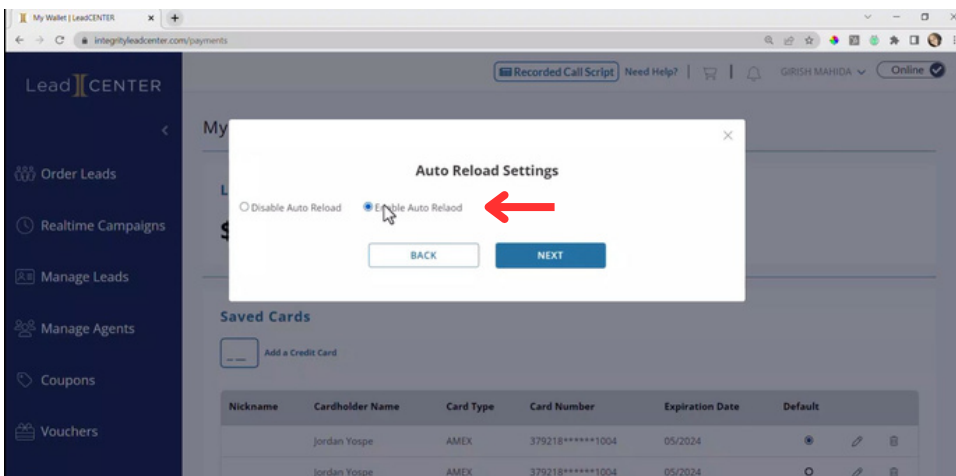 My Wallet | LeadCENTER
integrityleadcenter.com/payments
Lead CENTER
Recorded Call Script Need Help? GIRISH MAHIDA Online
My
Order Leads
Realtime Campaigns
Manage Leads
Manage Agents
Coupons
Vouchers
Auto Reload Settings
L
Disable Auto Reload Enable Auto Relaod
$
BACK NEXT
Saved Cards
Add a Credit Card
Nickname Cardholder Name Card Type Card Number Expiration Date Default
Jordan Yospe AMEX 379218******1004 05/2024
Jordan Yospe AMEX 379218******1004 05/2024